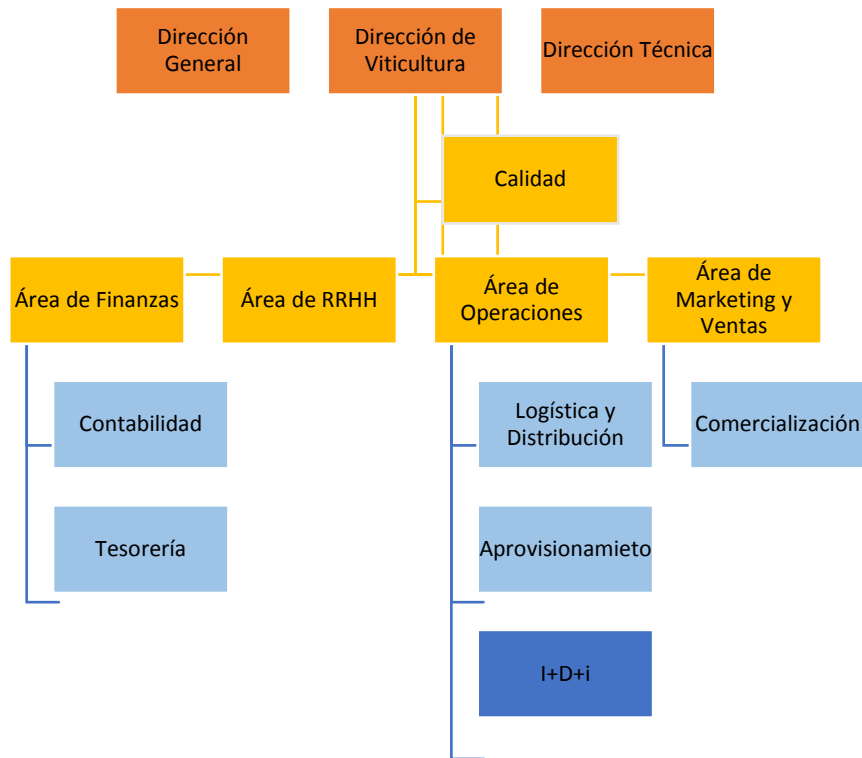 Dirección
General
Dirección de
Viticultura
Dirección Técnica
Calidad
Área de Finanzas
Área de RRHH
Área de
Operaciones
Área de
Marketing y
Ventas
Contabilidad
Logística y
Distribución
Comercialización
Tesorería
Aprovisionamieto
I+D+i